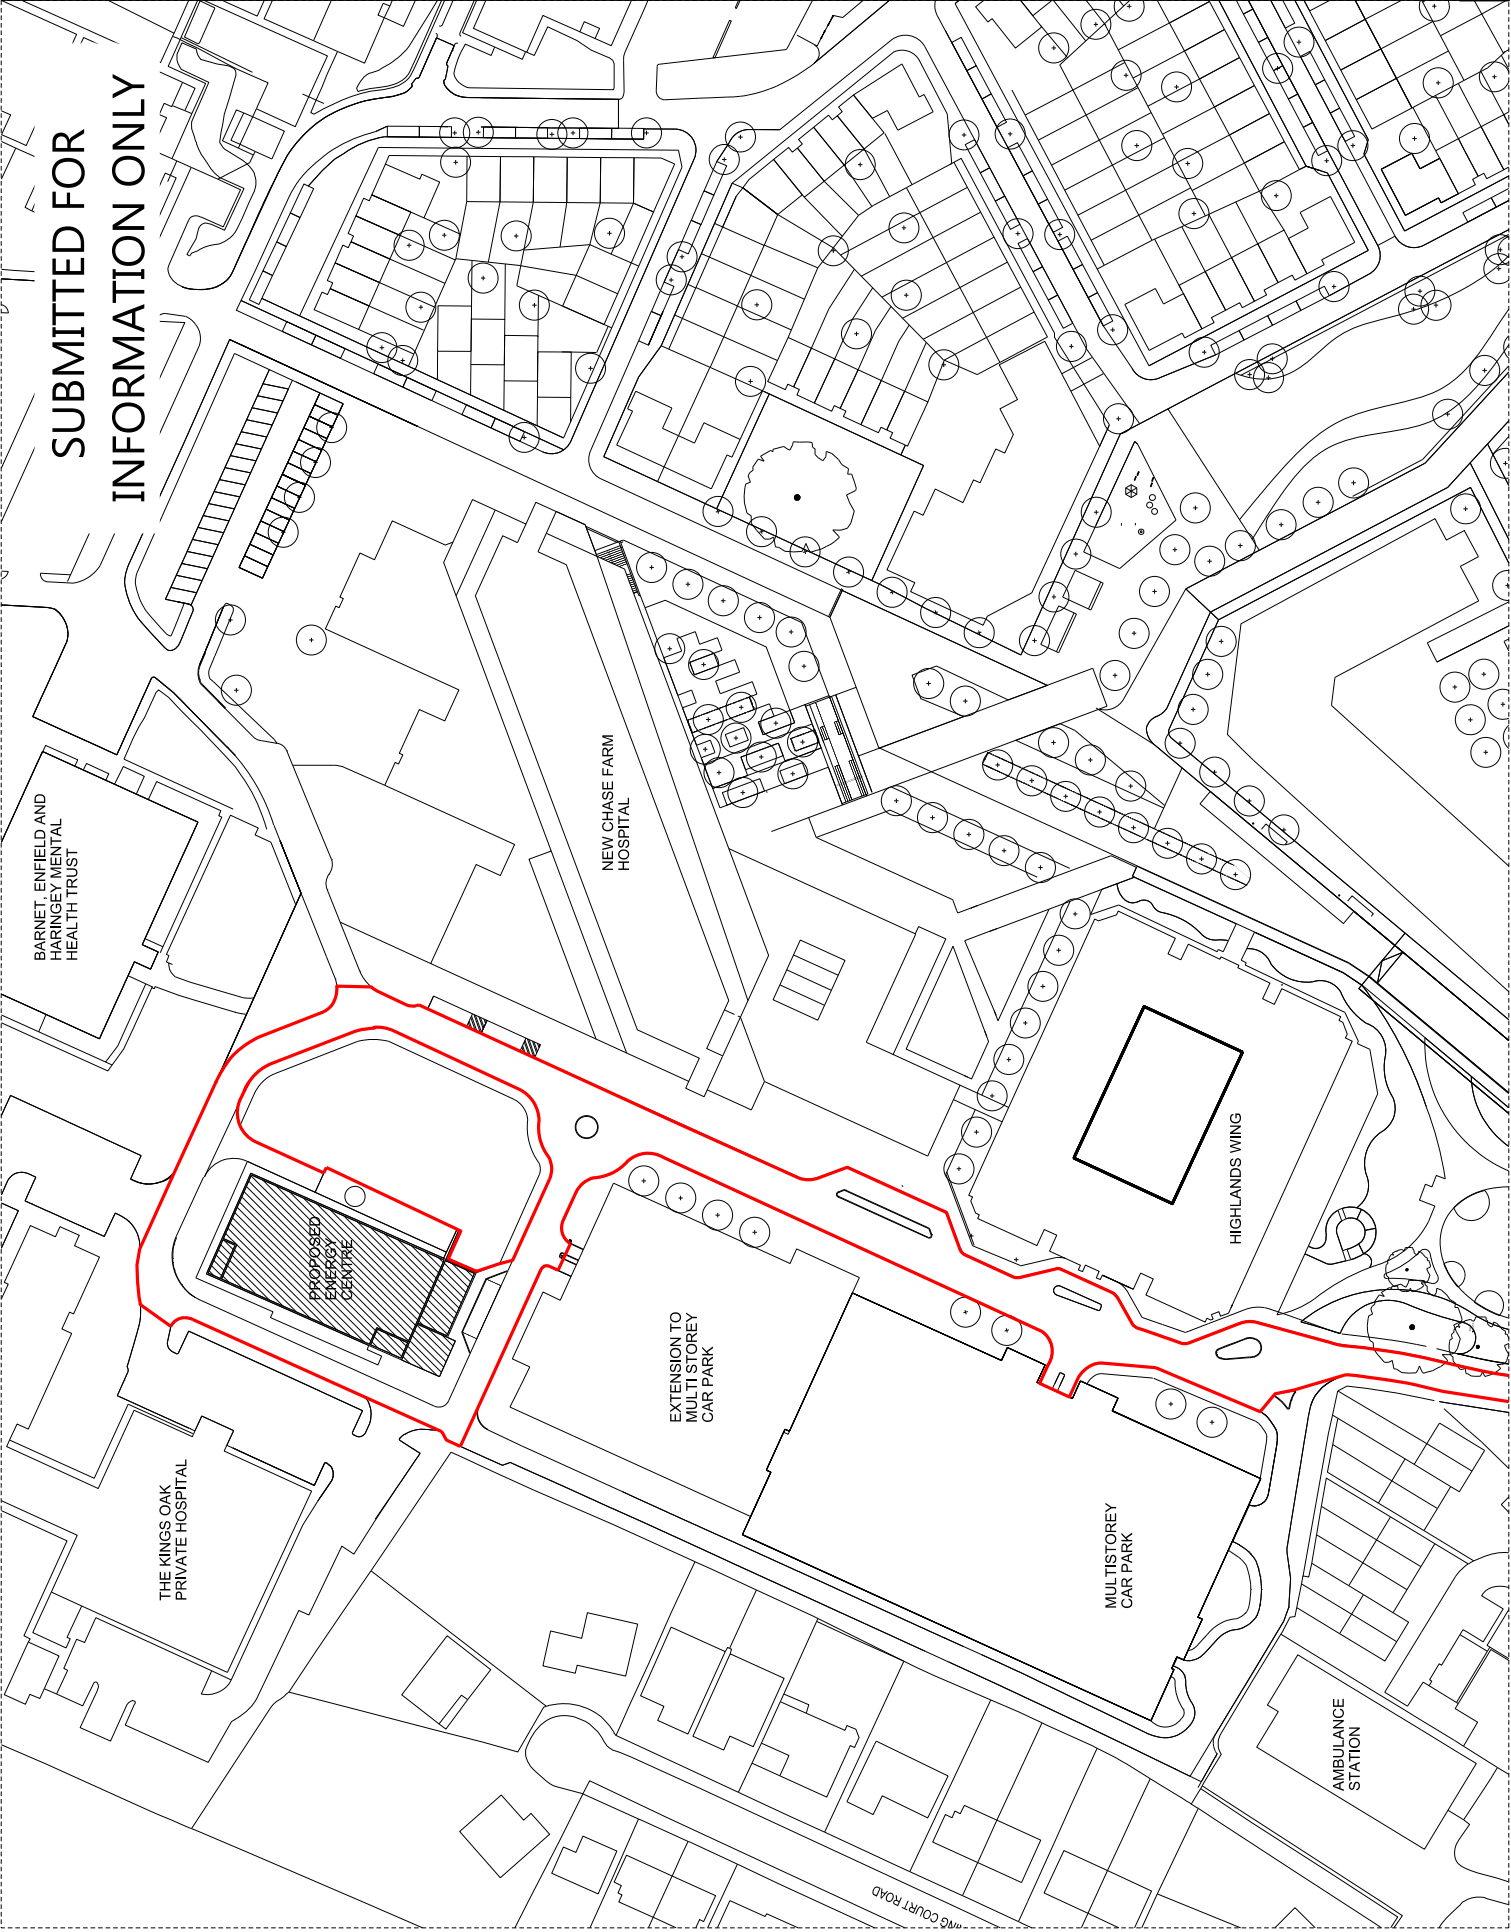 SUBMITTED FOR
INFORMATION ONLY
BARNET, ENFIELD AND
HARINGEY MENTAL
HEALTH TRUST
NEW CHASE FARM
HOSPITAL
HIGHLANDS WING
PROPOSED
ENERGY
CENTRE
EXTENSION TO
MULTI STOREY
CAR PARK
THE KINGS OAK
PRIVATE HOSPITAL
MULTISTOREY
CAR PARK
AMBULANCE
STATION
ING COURT ROAD